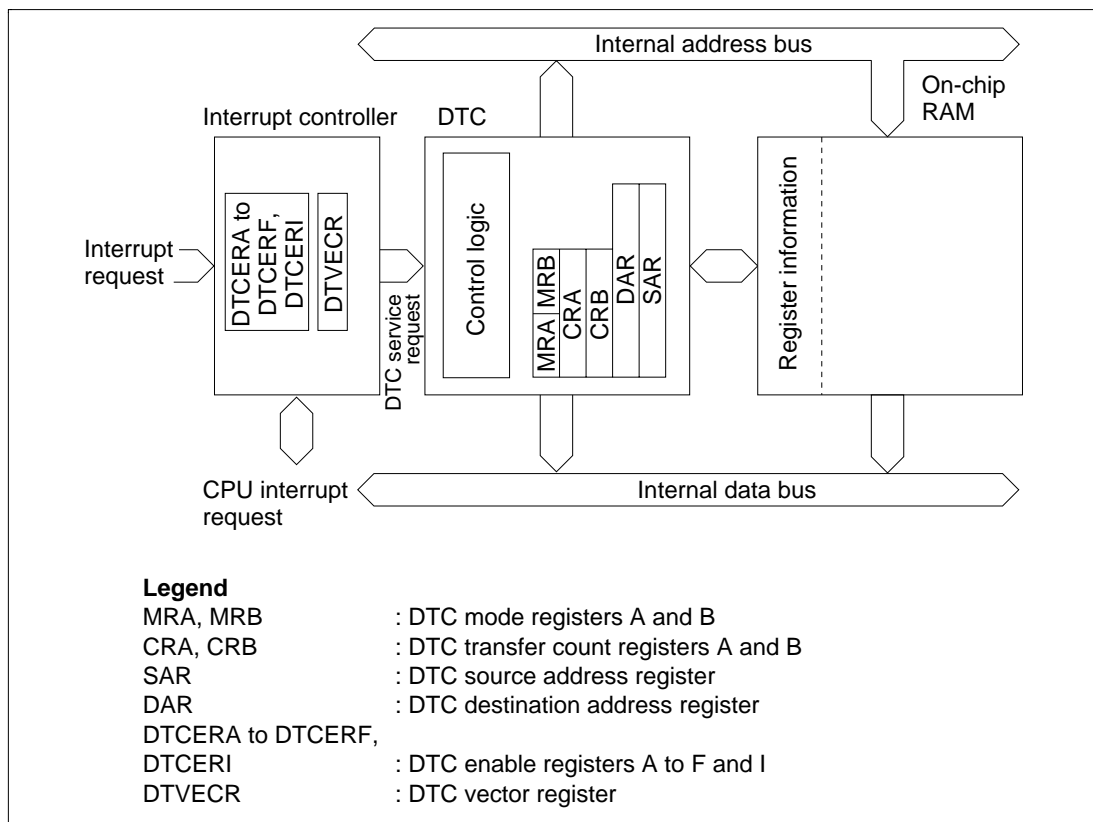 Internal address bus
On-chip
RAM
Interrupt controller
DTC
Interrupt
request
DTCERA to
DTCERF,
DTCERI
DTVECR
DTC service
request
Control logic
MRA
MRB
CRA
CRB
DAR
SAR
Register information
CPU interrupt
request
Internal data bus
Legend
MRA, MRB : DTC mode registers A and B
CRA, CRB : DTC transfer count registers A and B
SAR : DTC source address register
DAR : DTC destination address register
DTCERA to DTCERF,
DTCERI : DTC enable registers A to F and I
DTVECR : DTC vector register